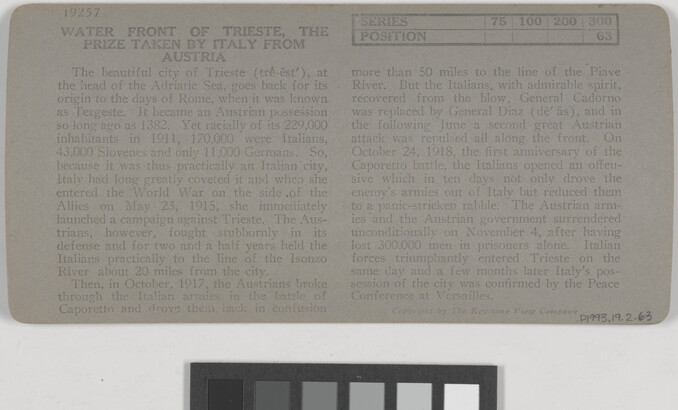 19257
WATER FRONT OF TRIESTE, THE
PRIZE TAKEN BY ITALY FROM
AUSTRIA
The beautiful city of Trieste (trĕ-ĕst′), at
the head of the Adriatic Sea, goes back for its
origin to the days of Rome, when it was known
as Tergeste. It became an Austrian possession
so long ago as 1382. Yet racially of its 229,000
inhabitants in 1911, 170,000 were Italians,
43,000 Slovenes and only 11,000 Germans. So,
because it was thus practically an Italian city,
Italy had long greatly coveted it and when she
entered the World War on the side of the
Allies on May 23, 1915, she immediately
launched a campaign against Trieste. The Aus-
trians, however, fought stubbornly in its
defense and for two and a half years held the
Italians practically to the line of the Isonzo
River about 20 miles from the city.
Then, in October, 1917, the Austrians broke
through the Italian armies in the battle of
Caporetto and drove them back in confusion
SERIES 75 100 200 300
POSITION 63
more than 50 miles to the line of the Piave
River. But the Italians, with admirable spirit,
recovered from the blow, General Cadorno
was replaced by General Diaz (dē′äs), and in
the following June a second great Austrian
attack was repulsed all along the front. On
October 24, 1918, the first anniversary of the
Caporetto battle, the Italians opened an offen-
sive which in ten days not only drove the
enemy's armies out of Italy but reduced them
to a panic-stricken rabble. The Austrian arm-
ies and the Austrian government surrendered
unconditionally on November 4, after having
lost 300,000 men in prisoners alone. Italian
forces triumphantly entered Trieste on the
same day and a few months later Italy's pos-
session of the city was confirmed by the Peace
Conference at Versailles.
Copyright by The Keystone View Company
D1993.19.2-63